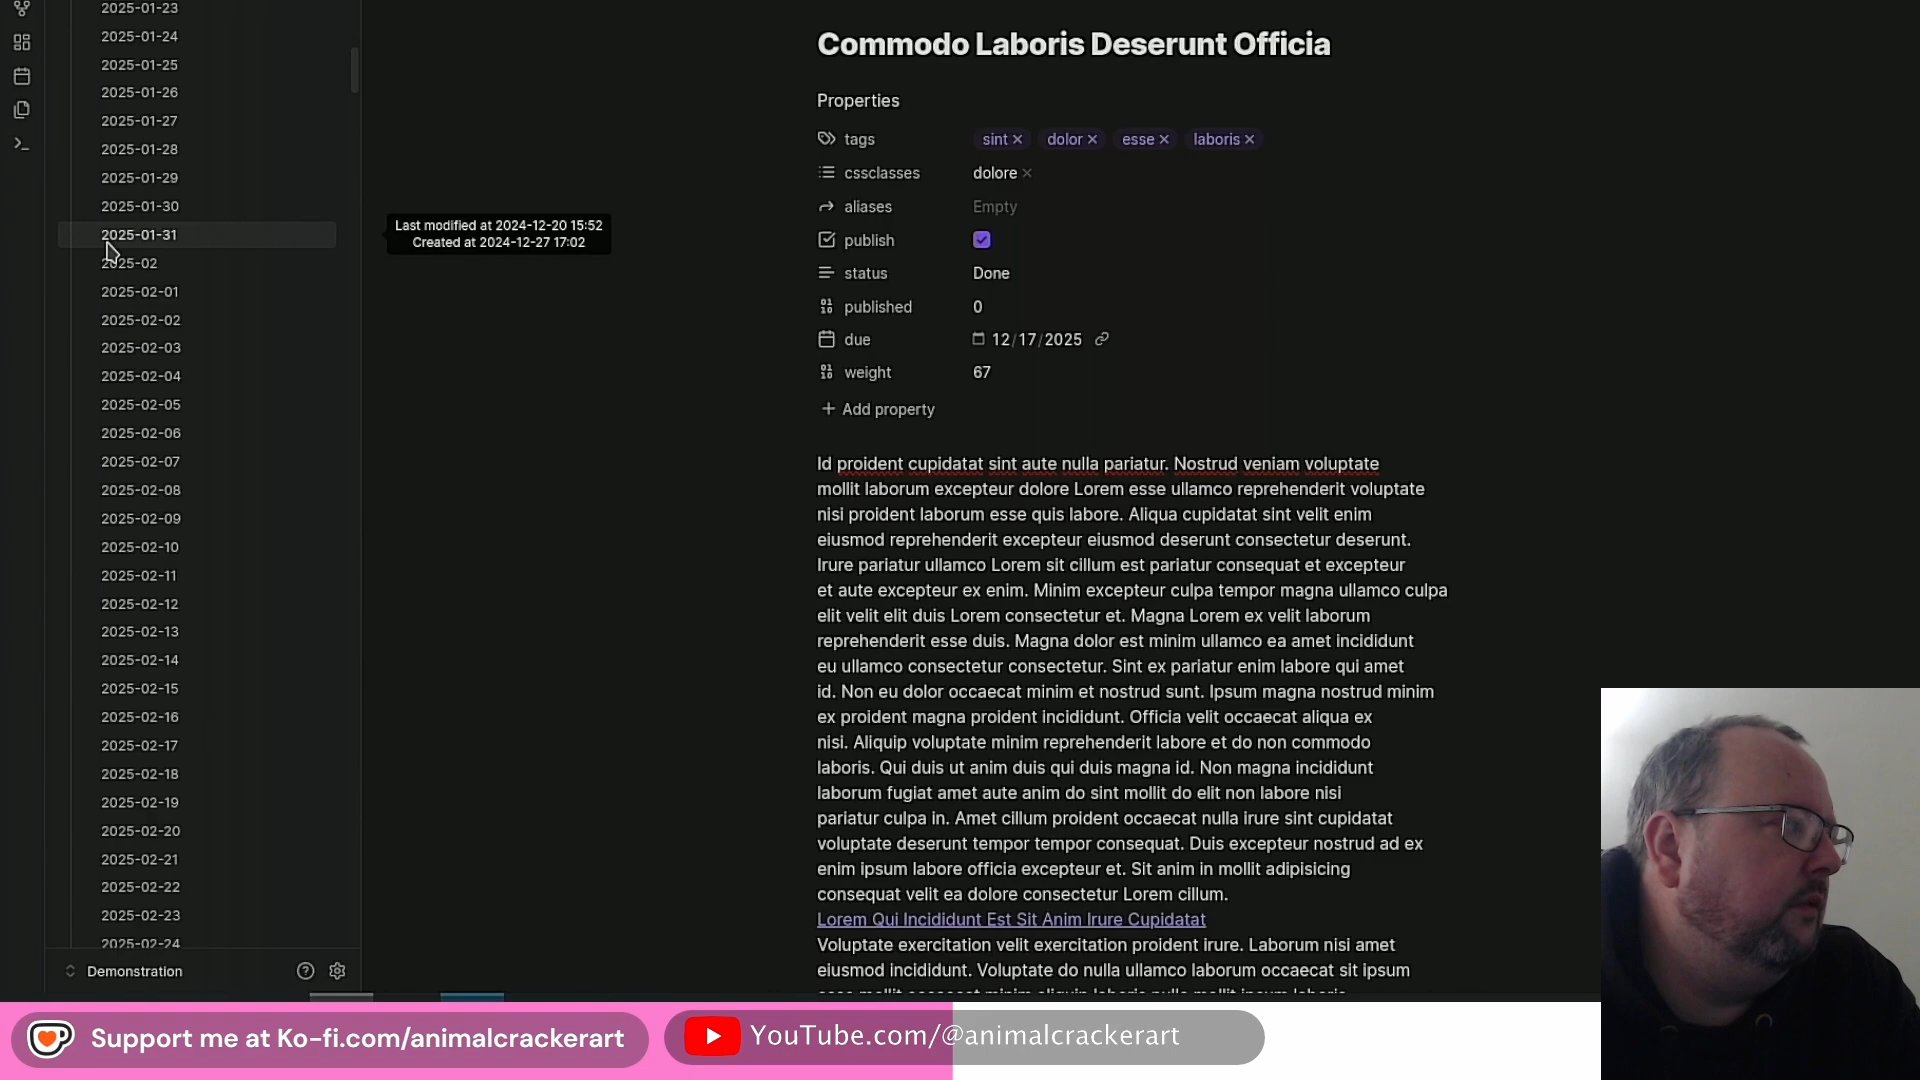 2025-01-23
2025-01-24
2025-01-25
2025-01-26
2025-01-27
2025-01-28
2025-01-29
2025-01-30
2025-01-31
2025-02
2025-02-01
2025-02-02
2025-02-03
2025-02-04
2025-02-05
2025-02-06
2025-02-07
2025-02-08
2025-02-09
2025-02-10
2025-02-11
2025-02-12
2025-02-13
2025-02-14
2025-02-15
2025-02-16
2025-02-17
2025-02-18
2025-02-19
2025-02-20
2025-02-21
2025-02-22
2025-02-23
2025-02-24
Demonstration
Last modified at 2024-12-20 15:52
Created at 2024-12-27 17:02
Commodo Laboris Deserunt Officia
Properties
tags sint dolor esse laboris
cssclasses dolore
aliases Empty
publish
status Done
published 0
due 12/17/2025
weight 67
Add property
Id proident cupidatat sint aute nulla pariatur. Nostrud veniam voluptate
mollit laborum excepteur dolore Lorem esse ullamco reprehenderit voluptate
nisi proident laborum esse quis labore. Aliqua cupidatat sint velit enim
eiusmod reprehenderit excepteur eiusmod deserunt consectetur deserunt.
Irure pariatur ullamco Lorem sit cillum est pariatur consequat et excepteur
et aute excepteur ex enim. Minim excepteur culpa tempor magna ullamco culpa
elit velit elit duis Lorem consectetur et. Magna Lorem ex velit laborum
reprehenderit esse duis. Magna dolor est minim ullamco ea amet incididunt
eu ullamco consectetur consectetur. Sint ex pariatur enim labore qui amet
id. Non eu dolor occaecat minim et nostrud sunt. Ipsum magna nostrud minim
ex proident magna proident incididunt. Officia velit occaecat aliqua ex
nisi. Aliquip voluptate minim reprehenderit labore et do non commodo
laboris. Qui duis ut anim duis qui duis magna id. Non magna incididunt
laborum fugiat amet aute anim do sint mollit do elit non labore nisi
pariatur culpa in. Amet cillum proident occaecat nulla irure sint cupidatat
voluptate deserunt tempor tempor consequat. Duis excepteur nostrud ad ex
enim ipsum labore officia excepteur et. Sit anim in mollit adipisicing
consequat velit ea dolore consectetur Lorem cillum.
Lorem Qui Incididunt Est Sit Anim Irure Cupidatat
Voluptate exercitation velit exercitation proident irure. Laborum nisi amet
eiusmod incididunt. Voluptate do nulla ullamco laborum occaecat sit ipsum
Support me at Ko-fi.com/animalcrackerart
YouTube.com/@animalcrackerart